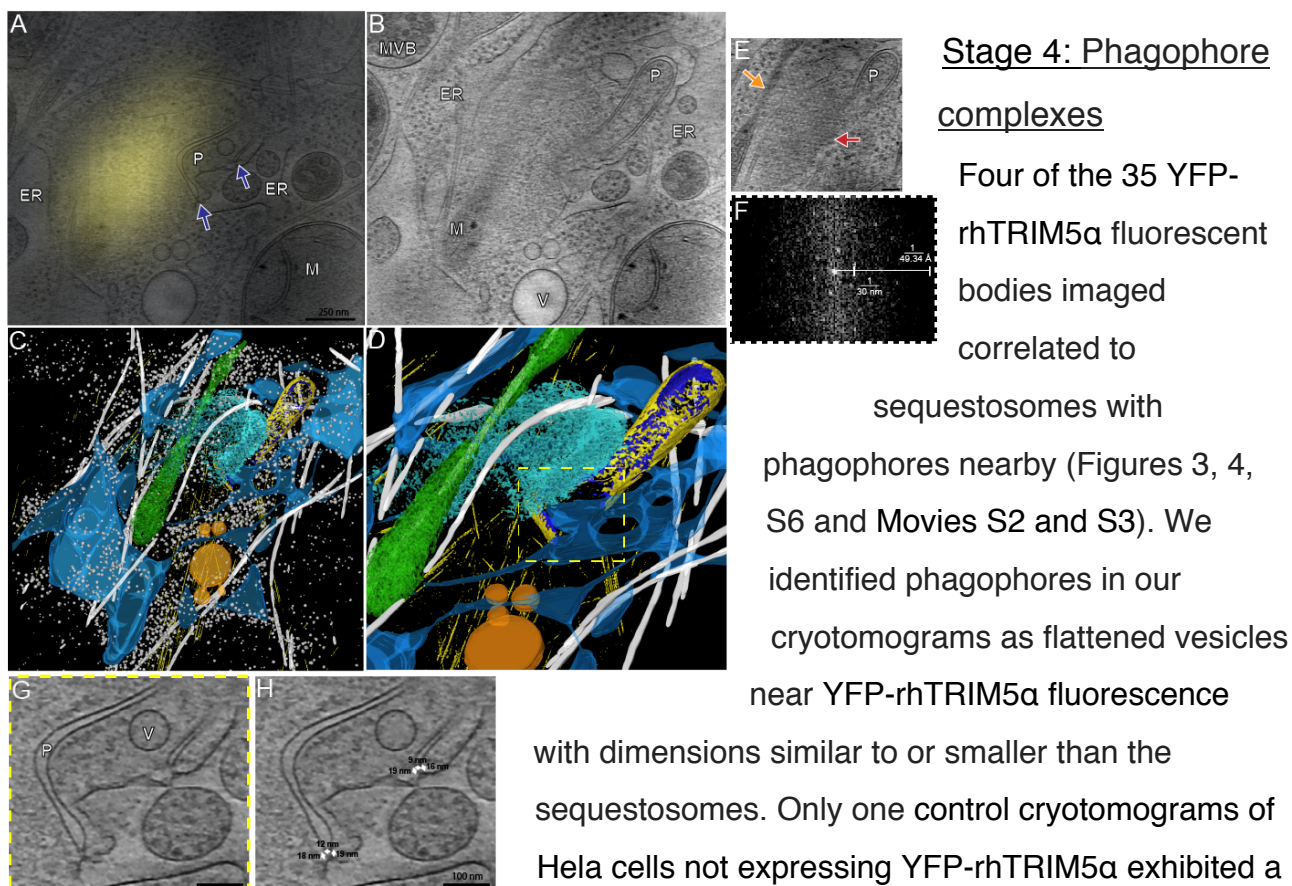 A
P
ER
ER
M
250 nm
B
MVB
ER
P
ER
M
V
E
P
F
1
49.34 Å
1
30 nm
C
D
G
P
V
H
9 nm
19 nm
16 nm
12 nm
18 nm
19 nm
100 nm
Stage 4: Phagophore
complexes
Four of the 35 YFP-
rhTRIM5α fluorescent
bodies imaged
correlated to
sequestosomes with
phagophores nearby (Figures 3, 4,
S6 and Movies S2 and S3). We
identified phagophores in our
cryotomograms as flattened vesicles
near YFP-rhTRIM5α fluorescence
with dimensions similar to or smaller than the
sequestosomes. Only one control cryotomograms of
Hela cells not expressing YFP-rhTRIM5α exhibited a